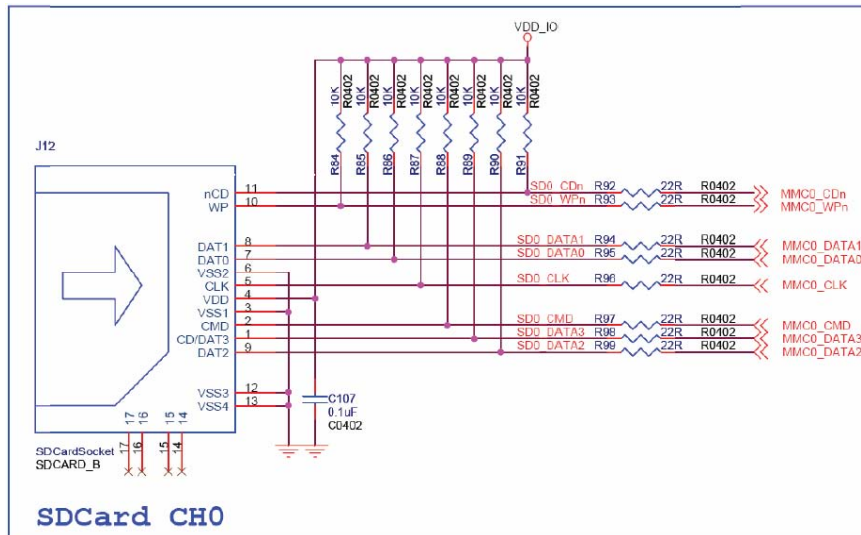 VDD_IO
10K 10K 10K 10K 10K 10K 10K 10K
R0402 R0402 R0402 R0402 R0402 R0402 R0402 R0402
R84 R85 R86 R87 R88 R89 R90 R91
J12
nCD 11 SD0_CDn R92 22R R0402 MMC0_CDn
WP 10 SD0_WPn R93 22R R0402 MMC0_WPn
DAT1 8 SD0_DATA1 R94 22R R0402 MMC0_DATA1
DAT0 7 SD0_DATA0 R95 22R R0402 MMC0_DATA0
VSS2 6
CLK 5 SD0_CLK R96 22R R0402 MMC0_CLK
VDD 4
VSS1 3
CMD 2 SD0_CMD R97 22R R0402 MMC0_CMD
CD/DAT3 1 SD0_DATA3 R98 22R R0402 MMC0_DATA3
DAT2 9 SD0_DATA2 R99 22R R0402 MMC0_DATA2
VSS3 12
VSS4 13
C107
0.1uF
C0402
17 16 15 14
17 16 15 14
SDCardSocket
SDCARD_B
SDCard CH0